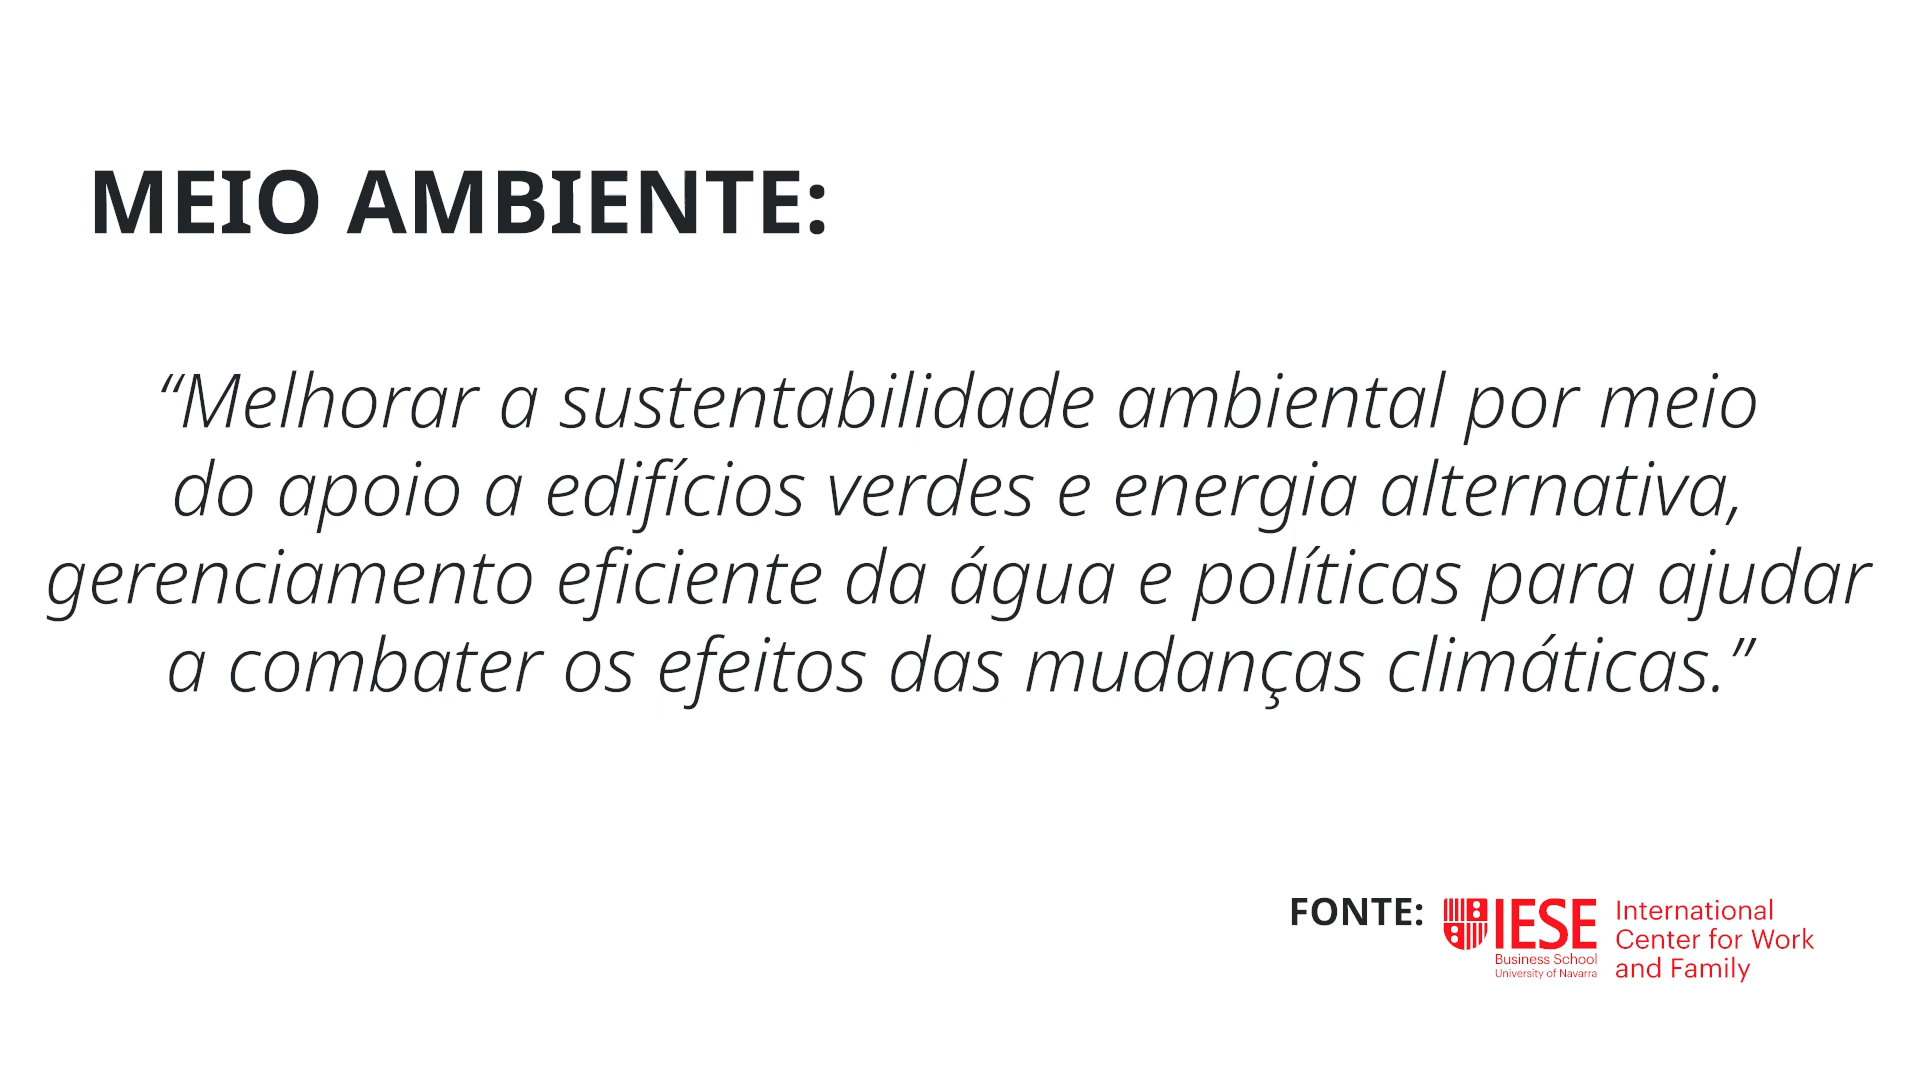 MEIO AMBIENTE:
“Melhorar a sustentabilidade ambiental por meio
do apoio a edifícios verdes e energia alternativa,
gerenciamento eficiente da água e políticas para ajudar
a combater os efeitos das mudanças climáticas.”
FONTE:
IESE
Business School
University of Navarra
International
Center for Work
and Family